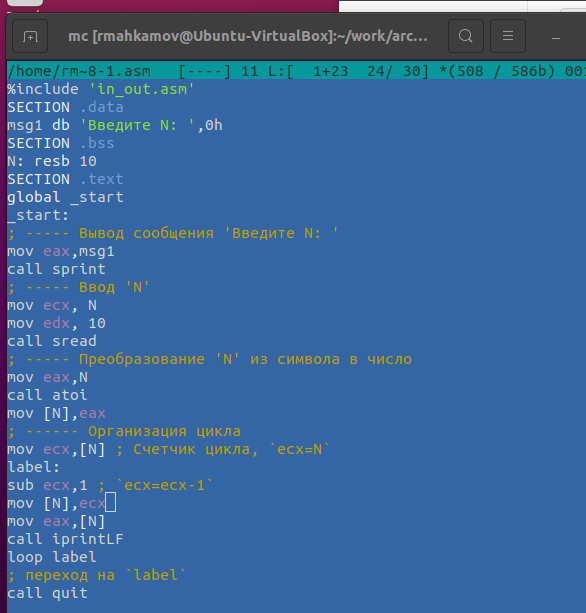 mc [rmahkamov@Ubuntu-VirtualBox]:~/work/arc...
/home/rm~8-1.asm   [----] 11 L:[  1+23  24/ 30] *(508 / 586b) 00
%include 'in_out.asm'
SECTION .data
msg1 db 'Введите N: ',0h
SECTION .bss
N: resb 10
SECTION .text
global _start
_start:
; ----- Вывод сообщения 'Введите N: '
mov eax,msg1
call sprint
; ----- Ввод 'N'
mov ecx, N
mov edx, 10
call sread
; ----- Преобразование 'N' из символа в число
mov eax,N
call atoi
mov [N],eax
; ------ Организация цикла
mov ecx,[N] ; Счетчик цикла, `ecx=N`
label:
sub ecx,1 ; `ecx=ecx-1`
mov [N],ecx
mov eax,[N]
call iprintLF
loop label
; переход на `label`
call quit